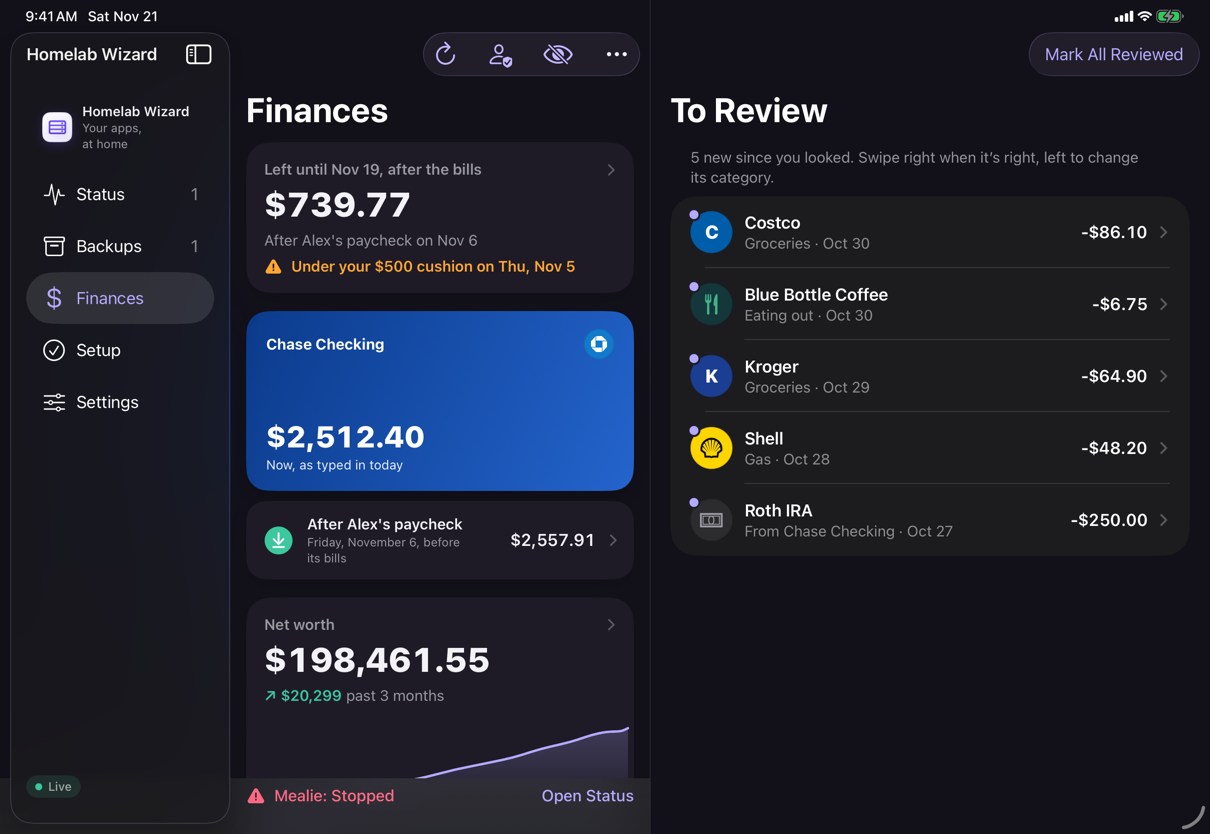 9:41 AM Sat Nov 21
Homelab Wizard
Homelab Wizard
Your apps,
at home
Status 1
Backups 1
Finances
Setup
Settings
Live
Finances
Left until Nov 19, after the bills
$739.77
After Alex's paycheck on Nov 6
Under your $500 cushion on Thu, Nov 5
Chase Checking
$2,512.40
Now, as typed in today
After Alex's paycheck
Friday, November 6, before
its bills
$2,557.91
Net worth
$198,461.55
$20,299 past 3 months
Mealie: Stopped
Open Status
Mark All Reviewed
To Review
5 new since you looked. Swipe right when it’s right, left to change
its category.
C
Costco
Groceries · Oct 30
-$86.10
Blue Bottle Coffee
Eating out · Oct 30
-$6.75
K
Kroger
Groceries · Oct 29
-$64.90
Shell
Gas · Oct 28
-$48.20
Roth IRA
From Chase Checking · Oct 27
-$250.00